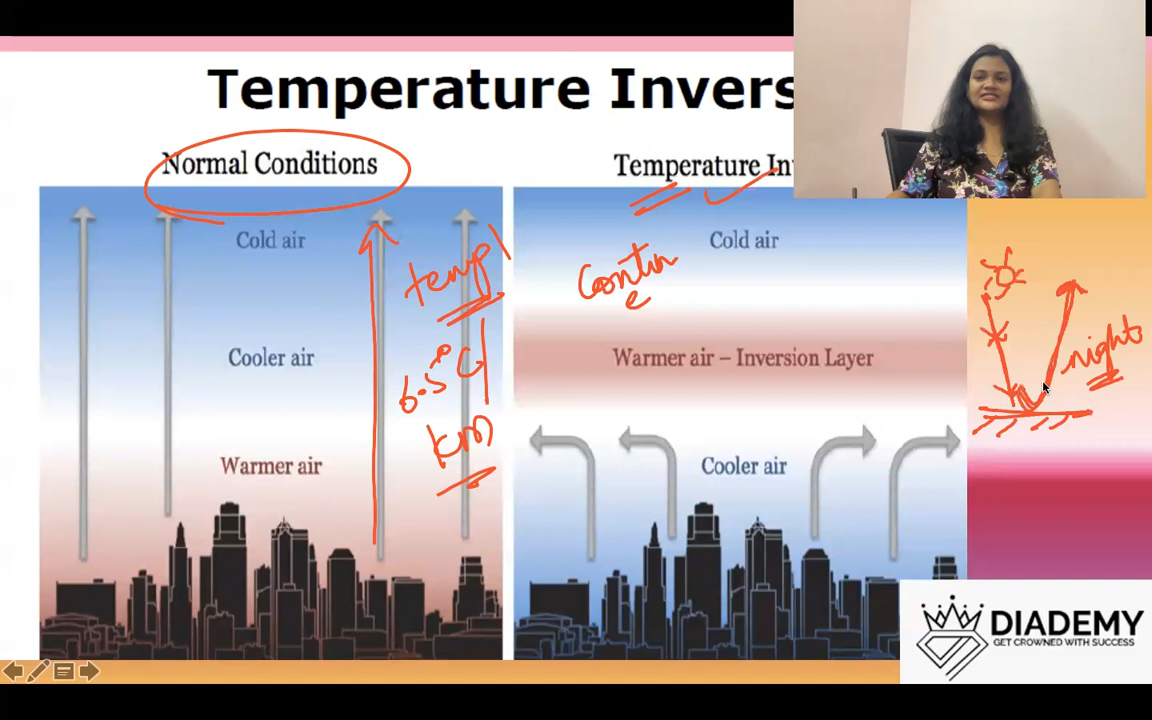 Temperature Invers
Normal Conditions
Temperature In
Cold air
Cooler air
Warmer air
temp
6.5°C/
km
Cold air
Contin
e
Warmer air – Inversion Layer
Cooler air
night
DIADEMY
GET CROWNED WITH SUCCESS